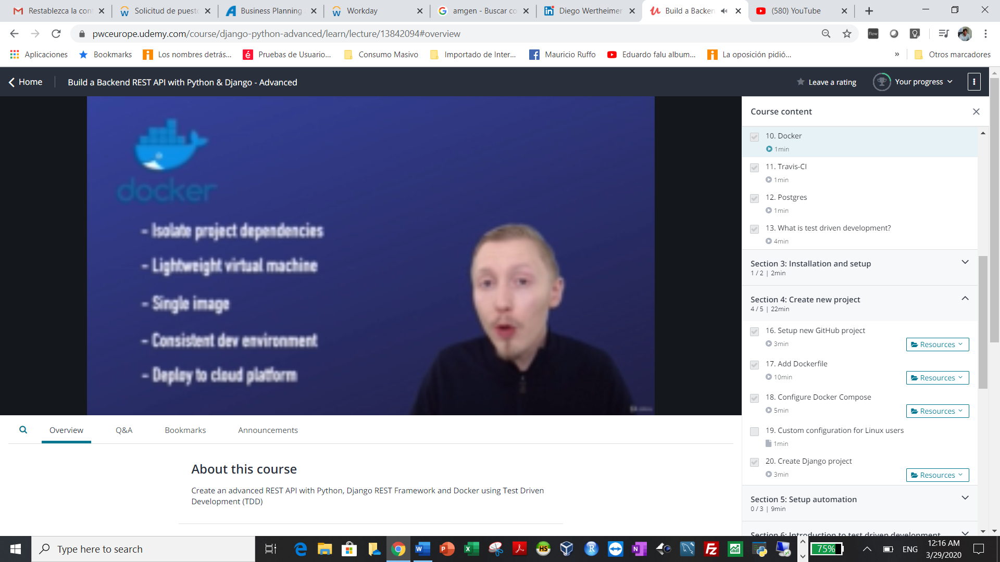 Restablezca la con
Solicitud de puest
Business Planning
Workday
amgen - Buscar co
Diego Wertheimer
Build a Backen
(580) YouTube
pwceurope.udemy.com/course/django-python-advanced/learn/lecture/13842094#overview
Aplicaciones
Bookmarks
Los nombres detrás...
Pruebas de Usuario...
Consumo Masivo
Importado de Inter...
Mauricio Ruffo
Eduardo falu album...
La oposición pidió...
»
Otros marcadores
Home
Build a Backend REST API with Python & Django - Advanced
Leave a rating
Your progress
docker
- Isolate project dependencies
- Lightweight virtual machine
- Single image
- Consistent dev environment
- Deploy to cloud platform
Course content
10. Docker
1min
11. Travis-CI
1min
12. Postgres
1min
13. What is test driven development?
4min
Section 3: Installation and setup
1 / 2 | 2min
Section 4: Create new project
4 / 5 | 22min
16. Setup new GitHub project
3min
Resources
17. Add Dockerfile
10min
Resources
18. Configure Docker Compose
5min
Resources
19. Custom configuration for Linux users
1min
20. Create Django project
3min
Resources
Section 5: Setup automation
0 / 3 | 9min
Section 6: Introduction to test driven development
Overview
Q&A
Bookmarks
Announcements
About this course
Create an advanced REST API with Python, Django REST Framework and Docker using Test Driven
Development (TDD)
Type here to search
75%
ENG
12:16 AM
3/29/2020